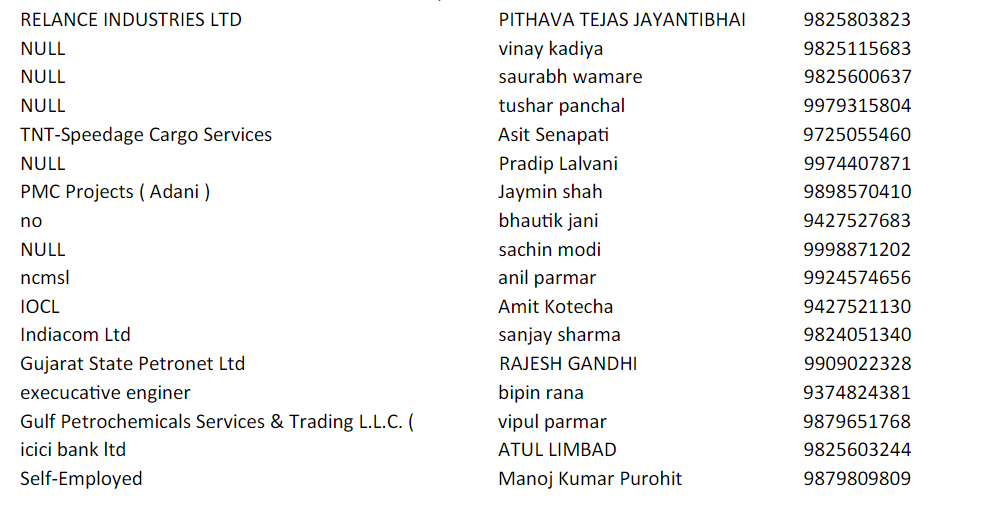 RELANCE INDUSTRIES LTD PITHAVA TEJAS JAYANTIBHAI 9825803823
NULL vinay kadiya 9825115683
NULL saurabh wamare 9825600637
NULL tushar panchal 9979315804
TNT-Speedage Cargo Services Asit Senapati 9725055460
NULL Pradip Lalvani 9974407871
PMC Projects ( Adani ) Jaymin shah 9898570410
no bhautik jani 9427527683
NULL sachin modi 9998871202
ncmsl anil parmar 9924574656
IOCL Amit Kotecha 9427521130
Indiacom Ltd sanjay sharma 9824051340
Gujarat State Petronet Ltd RAJESH GANDHI 9909022328
execucative enginer bipin rana 9374824381
Gulf Petrochemicals Services & Trading L.L.C. ( vipul parmar 9879651768
icici bank ltd ATUL LIMBAD 9825603244
Self-Employed Manoj Kumar Purohit 9879809809